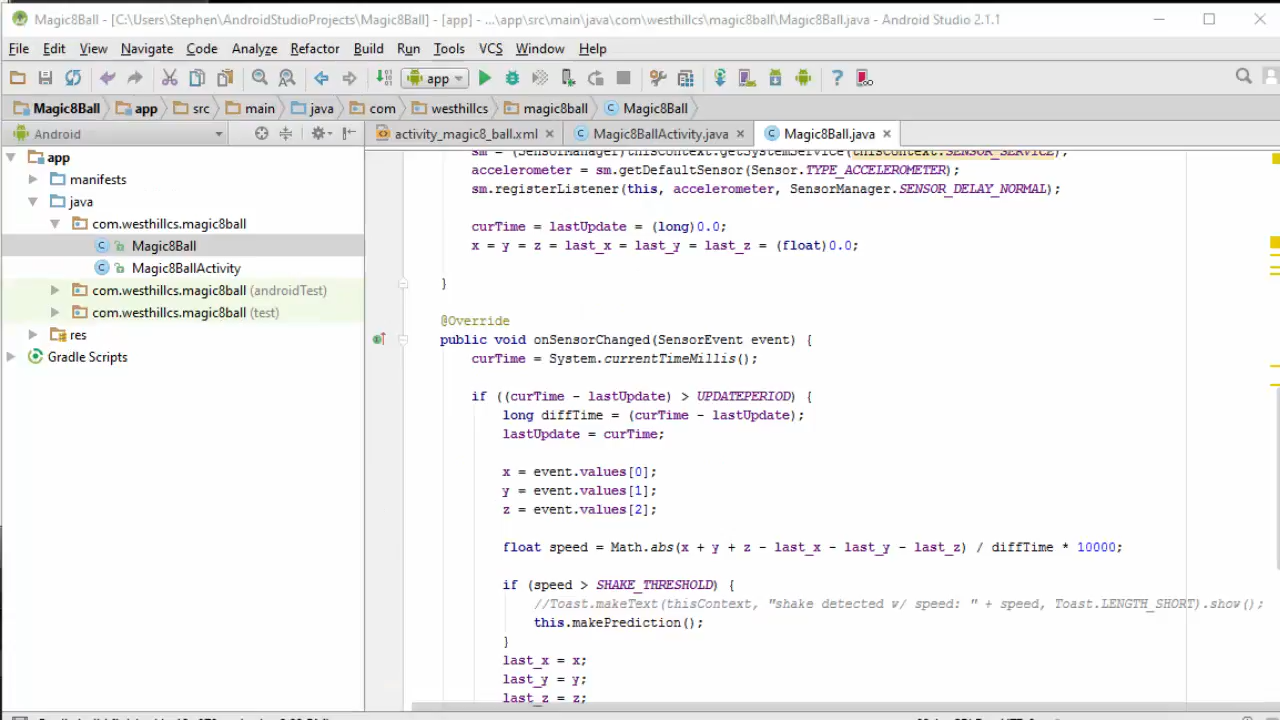 Magic8Ball - [C:\Users\Stephen\AndroidStudioProjects\Magic8Ball] - [app] - ...\app\src\main\java\com\westhillcs\magic8ball\Magic8Ball.java - Android Studio 2.1.1
File Edit View Navigate Code Analyze Refactor Build Run Tools VCS Window Help
app
Magic8Ball app src main java com westhillcs magic8ball Magic8Ball
Android
activity_magic8_ball.xml Magic8BallActivity.java Magic8Ball.java
app
manifests
java
com.westhillcs.magic8ball
Magic8Ball
Magic8BallActivity
com.westhillcs.magic8ball (androidTest)
com.westhillcs.magic8ball (test)
res
Gradle Scripts
sm = (SensorManager)thisContext.getSystemService(thisContext.SENSOR_SERVICE);
accelerometer = sm.getDefaultSensor(Sensor.TYPE_ACCELEROMETER);
sm.registerListener(this, accelerometer, SensorManager.SENSOR_DELAY_NORMAL);
curTime = lastUpdate = (long)0.0;
x = y = z = last_x = last_y = last_z = (float)0.0;
}
@Override
public void onSensorChanged(SensorEvent event) {
curTime = System.currentTimeMillis();
if ((curTime - lastUpdate) > UPDATEPERIOD) {
long diffTime = (curTime - lastUpdate);
lastUpdate = curTime;
x = event.values[0];
y = event.values[1];
z = event.values[2];
float speed = Math.abs(x + y + z - last_x - last_y - last_z) / diffTime * 10000;
if (speed > SHAKE_THRESHOLD) {
//Toast.makeText(thisContext, "shake detected w/ speed: " + speed, Toast.LENGTH_SHORT).show();
this.makePrediction();
}
last_x = x;
last_y = y;
last_z = z;